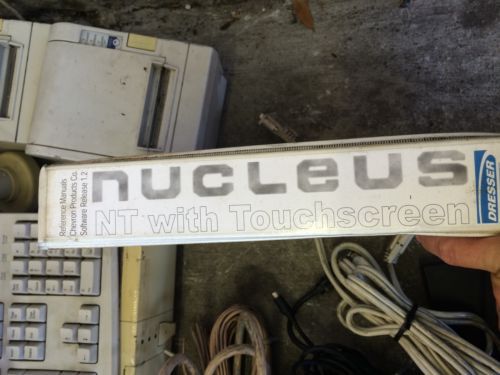 Reference Manuals
Chevron Products Co.
Software Release 1.2
nucleus
NT with Touchscreen
DRESSER